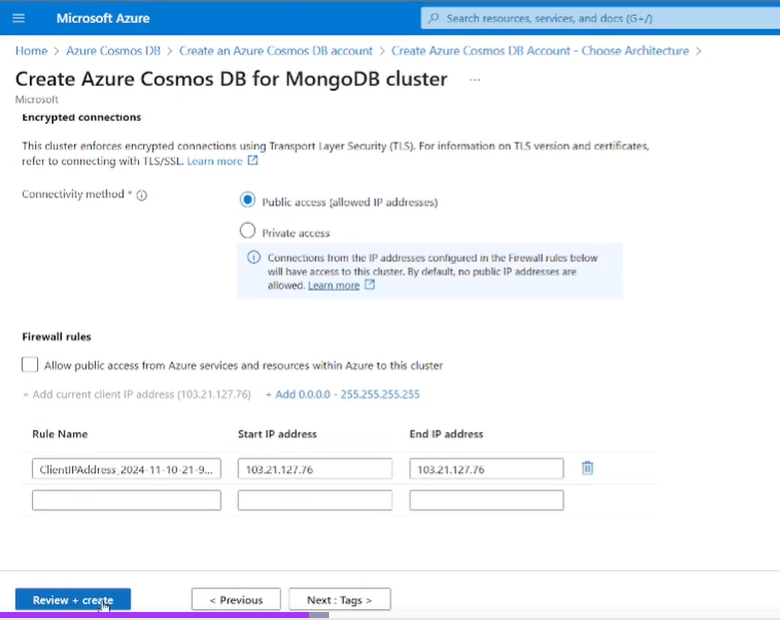 Microsoft Azure
Search resources, services, and docs (G+/)
Home > Azure Cosmos DB > Create an Azure Cosmos DB account > Create Azure Cosmos DB Account - Choose Architecture >
Create Azure Cosmos DB for MongoDB cluster ...
Microsoft
Encrypted connections
This cluster enforces encrypted connections using Transport Layer Security (TLS). For information on TLS version and certificates,
refer to connecting with TLS/SSL. Learn more
Connectivity method *
Public access (allowed IP addresses)
Private access
Connections from the IP addresses configured in the Firewall rules below
will have access to this cluster. By default, no public IP addresses are
allowed. Learn more
Firewall rules
Allow public access from Azure services and resources within Azure to this cluster
+ Add current client IP address (103.21.127.76) + Add 0.0.0.0 - 255.255.255.255
Rule Name Start IP address End IP address
ClientIPAddress_2024-11-10-21-9... 103.21.127.76 103.21.127.76
Review + create < Previous Next : Tags >